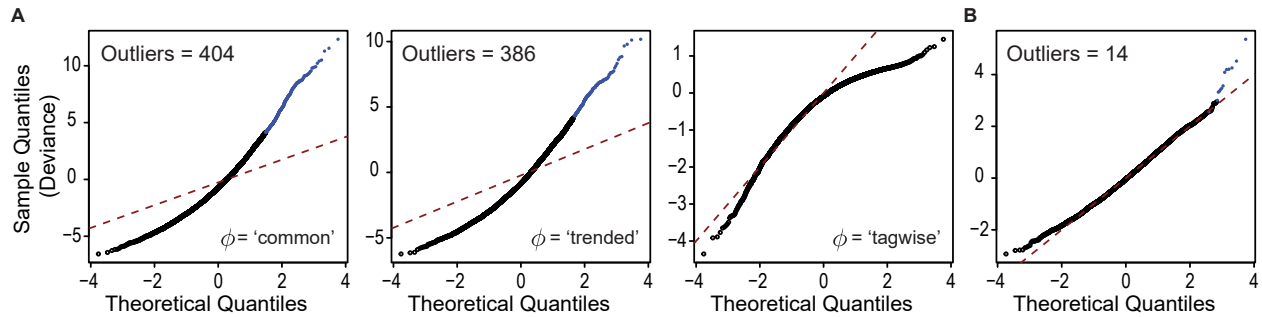 A
B
Sample Quantiles
(Deviance)
Outliers = 404
10
5
0
−5
ϕ = ‘common’
−4 −2 0 2 4
Theoretical Quantiles
Outliers = 386
10
5
0
−5
ϕ = ‘trended’
−4 −2 0 2 4
Theoretical Quantiles
1
0
−1
−2
−3
−4
ϕ = ‘tagwise’
−4 −2 0 2 4
Theoretical Quantiles
Outliers = 14
4
2
0
−2
−4 −2 0 2 4
Theoretical Quantiles